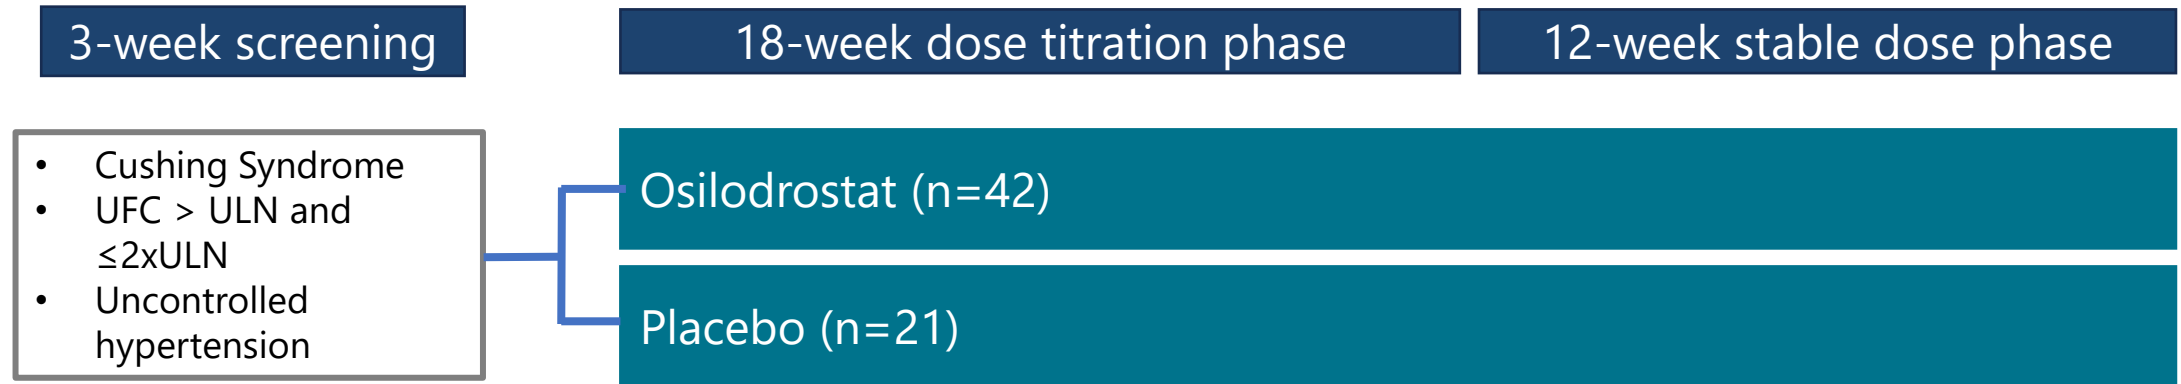 3-week screening
18-week dose titration phase
12-week stable dose phase
• Cushing Syndrome
• UFC > ULN and
≤2xULN
• Uncontrolled
hypertension
Osilodrostat (n=42)
Placebo (n=21)